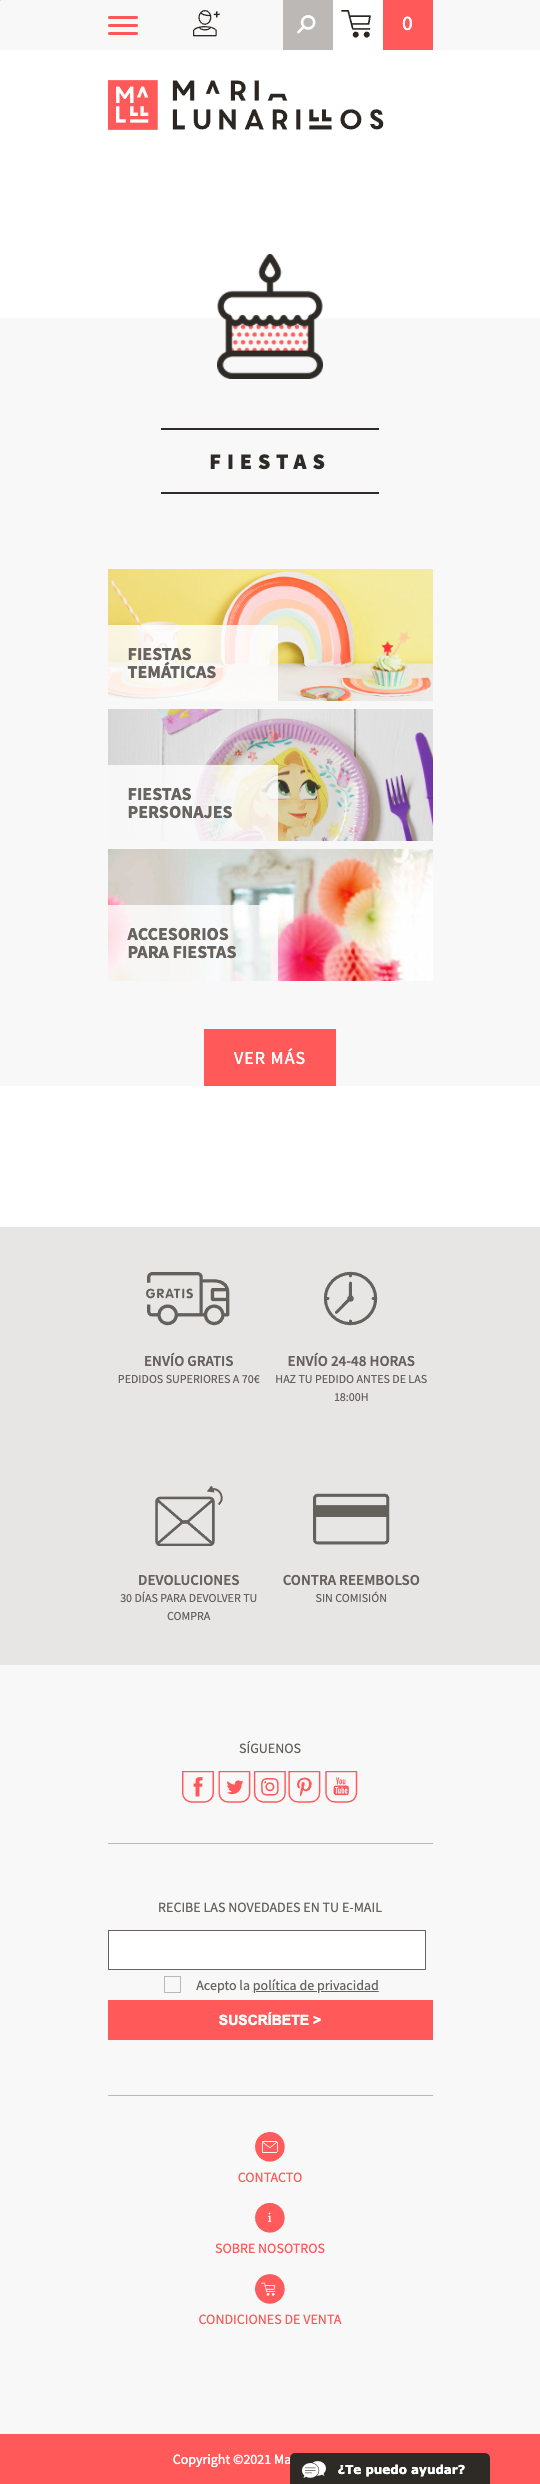 0
MA
LLL
MARIA
LUNARILLOS
FIESTAS
FIESTAS
TEMÁTICAS
FIESTAS
PERSONAJES
ACCESORIOS
PARA FIESTAS
VER MÁS
GRATIS
ENVÍO GRATIS
PEDIDOS SUPERIORES A 70€
ENVÍO 24-48 HORAS
HAZ TU PEDIDO ANTES DE LAS
18:00H
DEVOLUCIONES
30 DÍAS PARA DEVOLVER TU
COMPRA
CONTRA REEMBOLSO
SIN COMISIÓN
SÍGUENOS
You
Tube
RECIBE LAS NOVEDADES EN TU E-MAIL
Acepto la política de privacidad
SUSCRÍBETE >
CONTACTO
i
SOBRE NOSOTROS
CONDICIONES DE VENTA
Copyright ©2021 Ma
¿Te puedo ayudar?